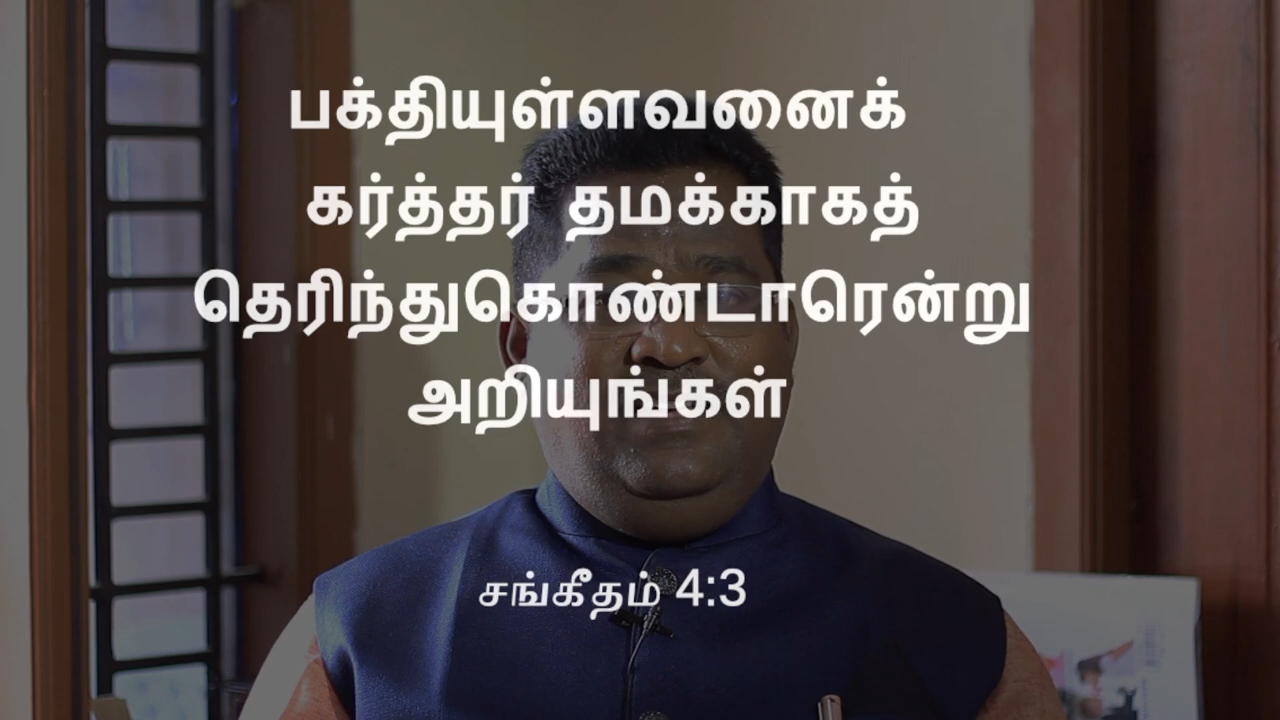 பக்தியுள்ளவனைக்
கர்த்தர் தமக்காகத்
தெரிந்துகொண்டாரென்று
அறியுங்கள்
சங்கீதம் 4:3